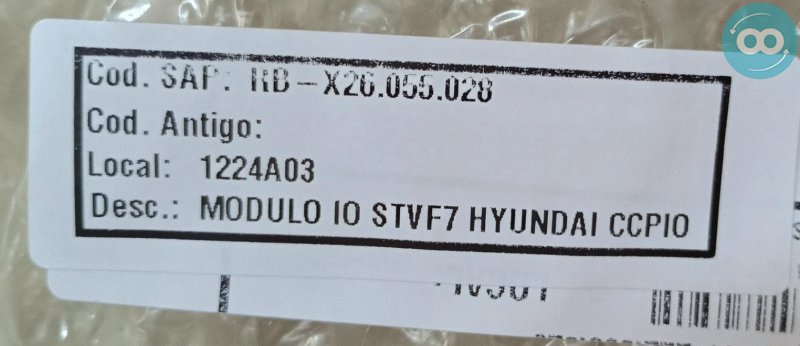 Cod. SAP: RB-X26.055.028
Cod. Antigo:
Local: 1224A03
Desc.: MODULO IO STVF7 HYUNDAI CCPIO